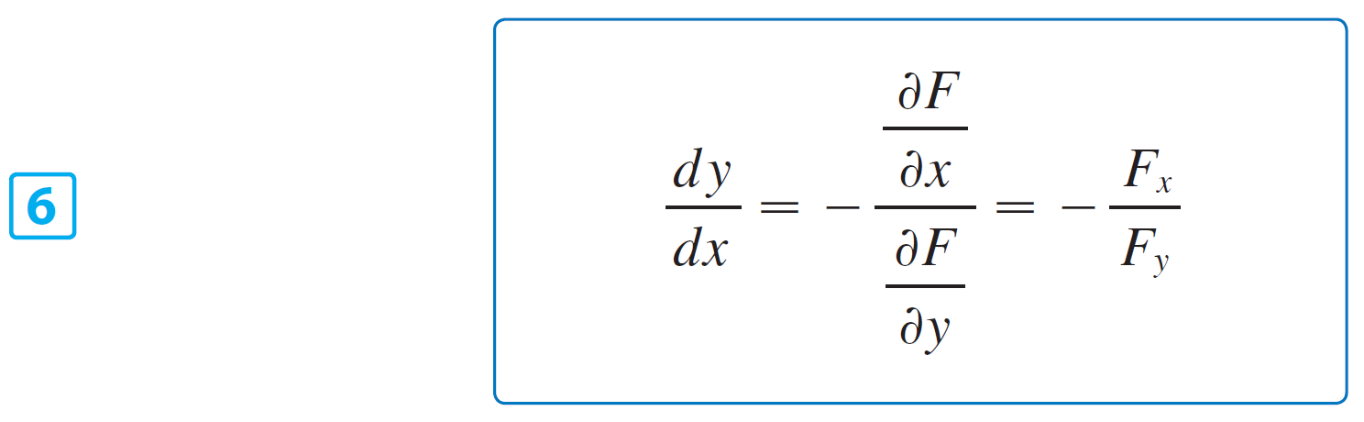 6
dy/dx = − (∂F/∂x)/(∂F/∂y) = − F_x/F_y